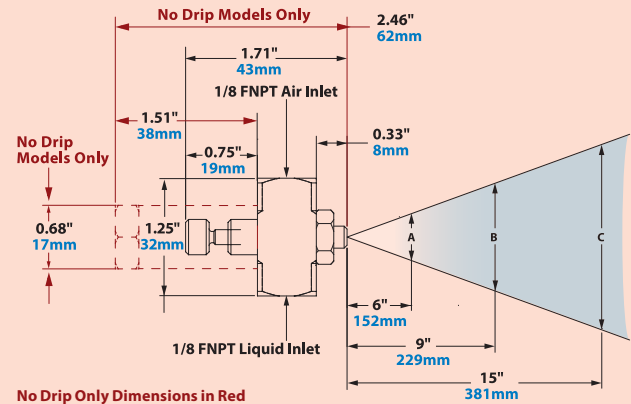 No Drip Models Only
2.46"
62mm
1.71"
43mm
1/8 FNPT Air Inlet
1.51"
38mm
0.33"
8mm
No Drip
Models Only
0.75"
19mm
0.68"
17mm
1.25"
32mm
A
B
C
6"
152mm
1/8 FNPT Liquid Inlet
9"
229mm
15"
381mm
No Drip Only Dimensions in Red